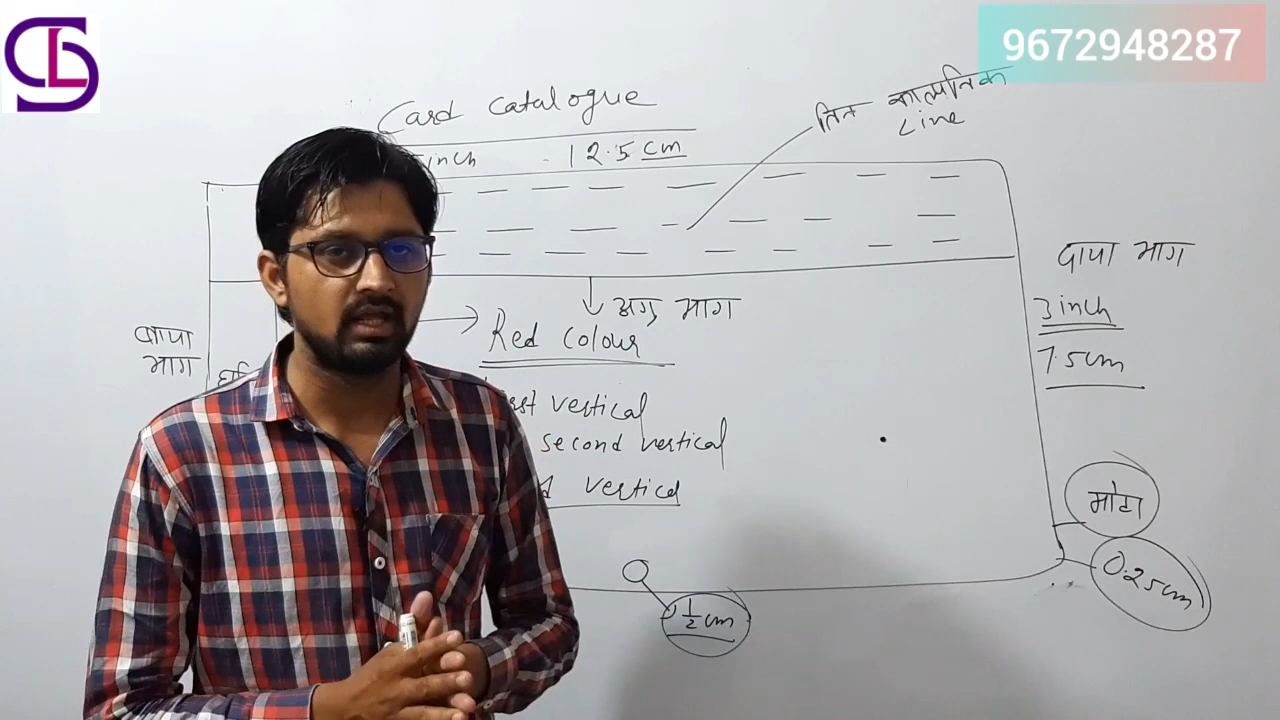 9672948287
Card Catalogue
inch - 12.5 cm
तिन काल्पनिक
Line
अग्र भाग
Red colour
vertical
second vertical
vertical
बाया
भाग
दाया भाग
3 inch
7.5 cm
मोटा
0.25 cm
1/2 cm